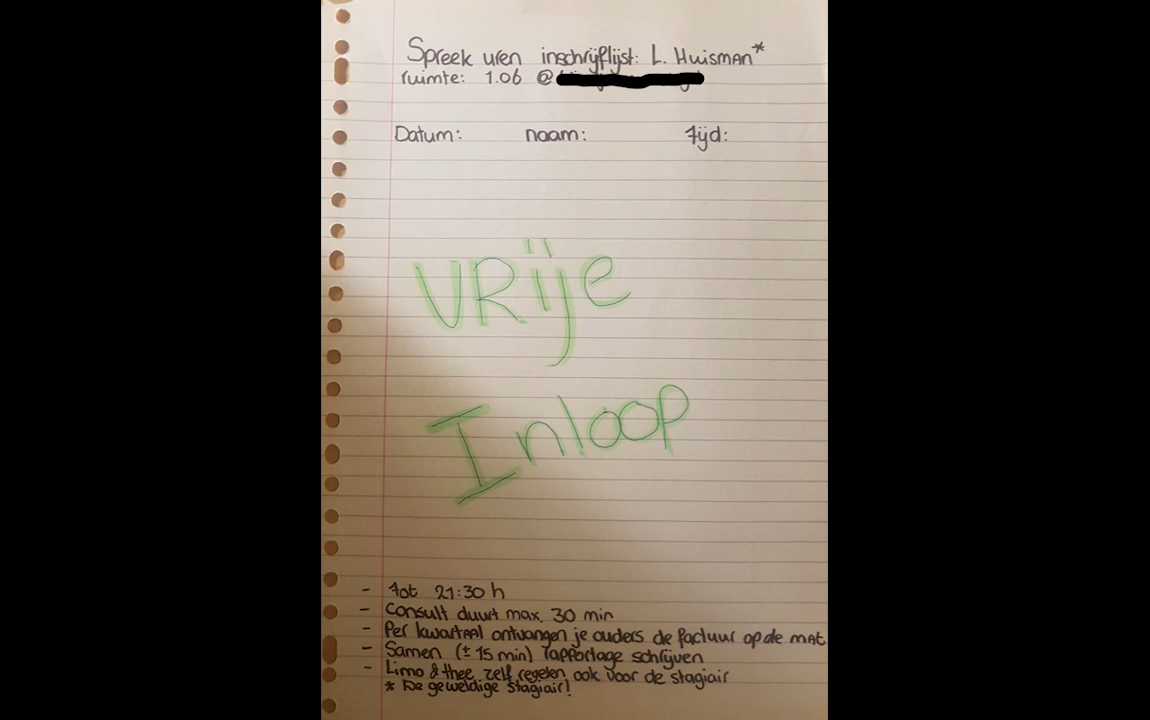 Spreek uren inschrijflijst: L. HuismAN*
ruimte: 1.06 @
Datum: naam: Tijd:
VRije
Inloop
- tot 21:30 h
- Consult duurt max. 30 min
- Per kwartAAl ontvangen je ouders de factuur op de mAt
- Samen (± 15 min) rapportage schrijven
- Limo & thee zelf regelen, ook voor de stagiair
* De geweldige stagiair!